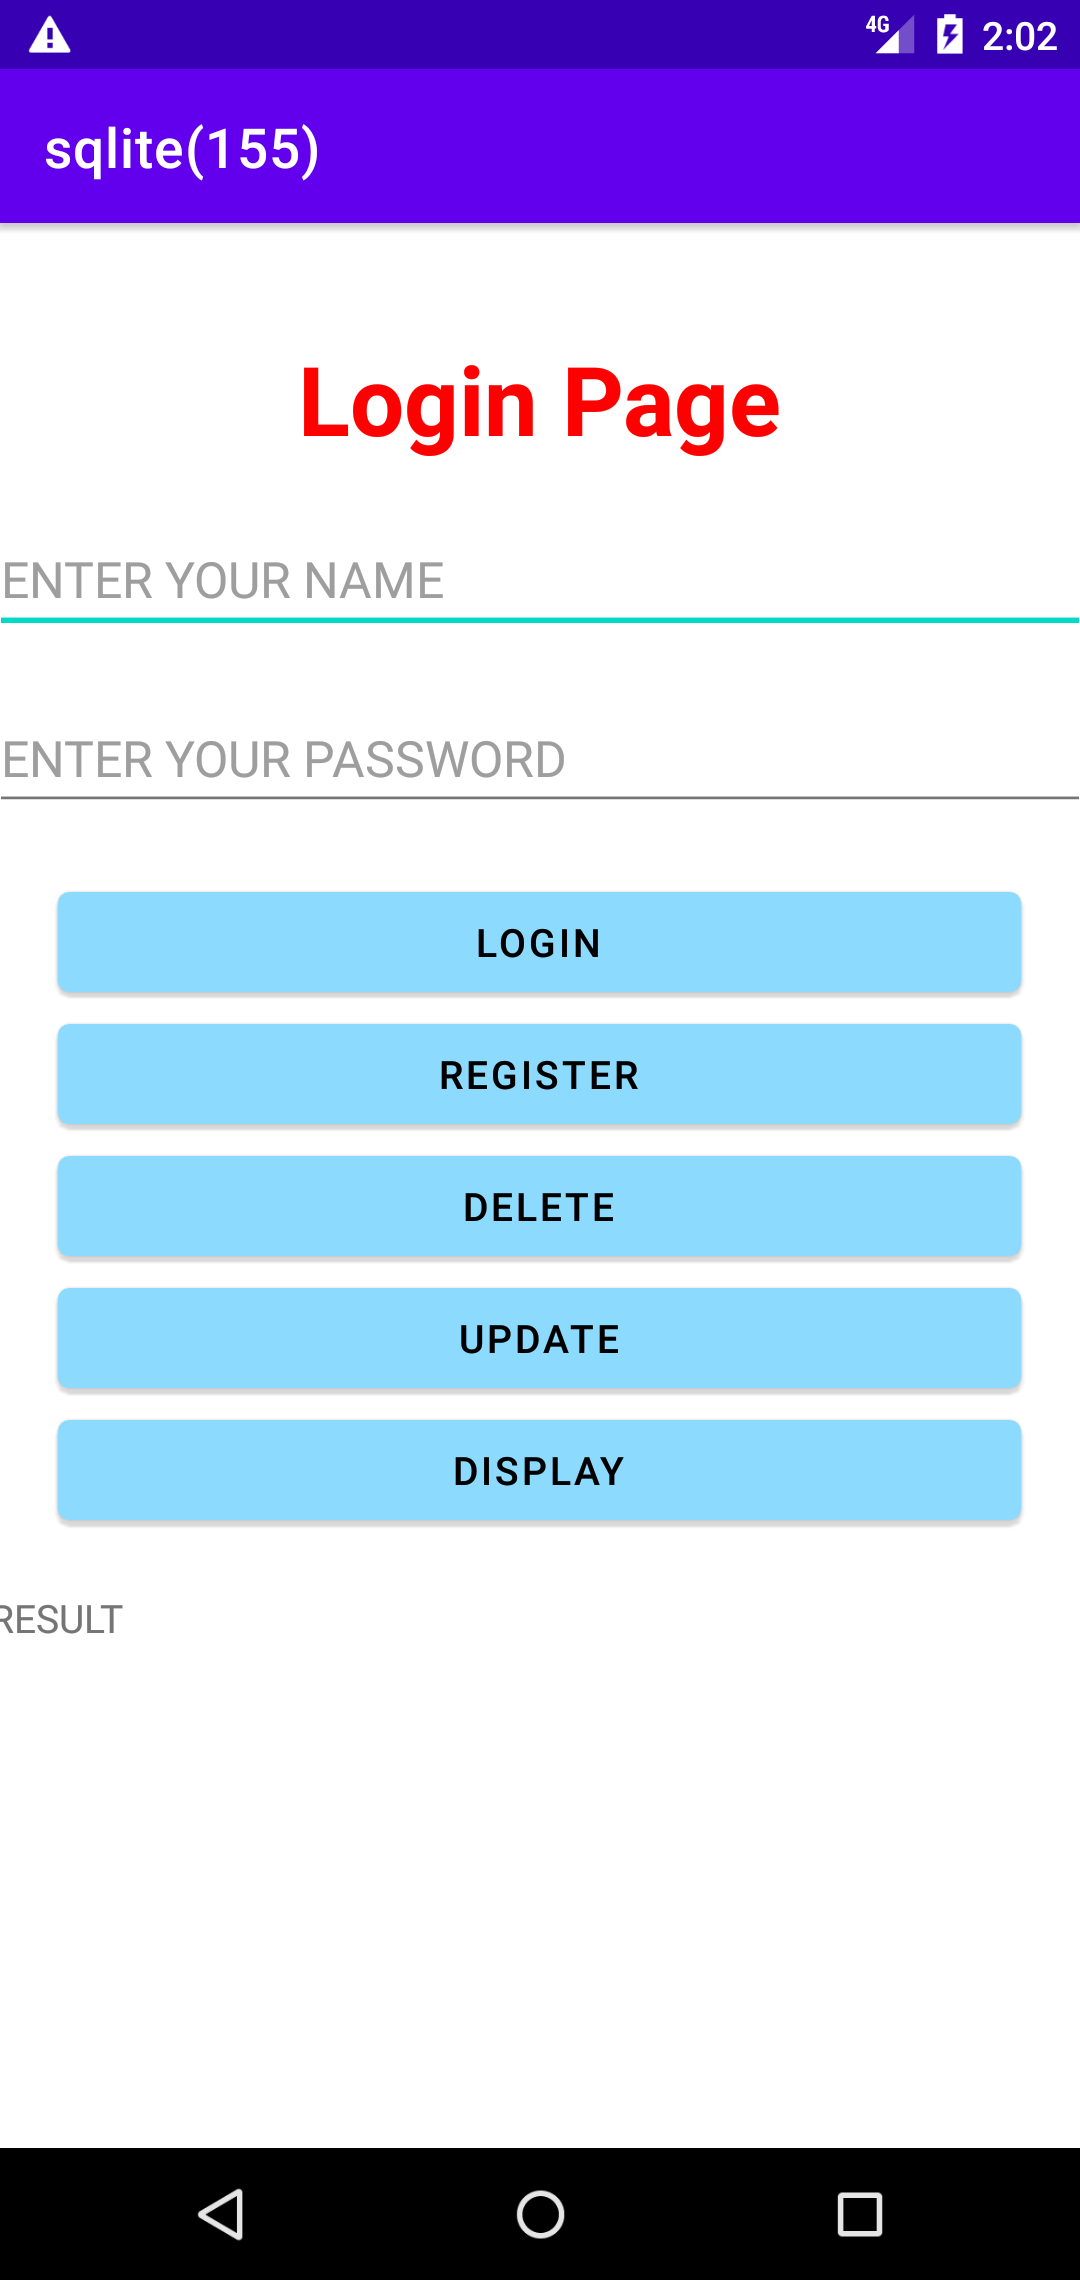 4G 2:02
sqlite(155)
Login Page
ENTER YOUR NAME
ENTER YOUR PASSWORD
LOGIN
REGISTER
DELETE
UPDATE
DISPLAY
RESULT